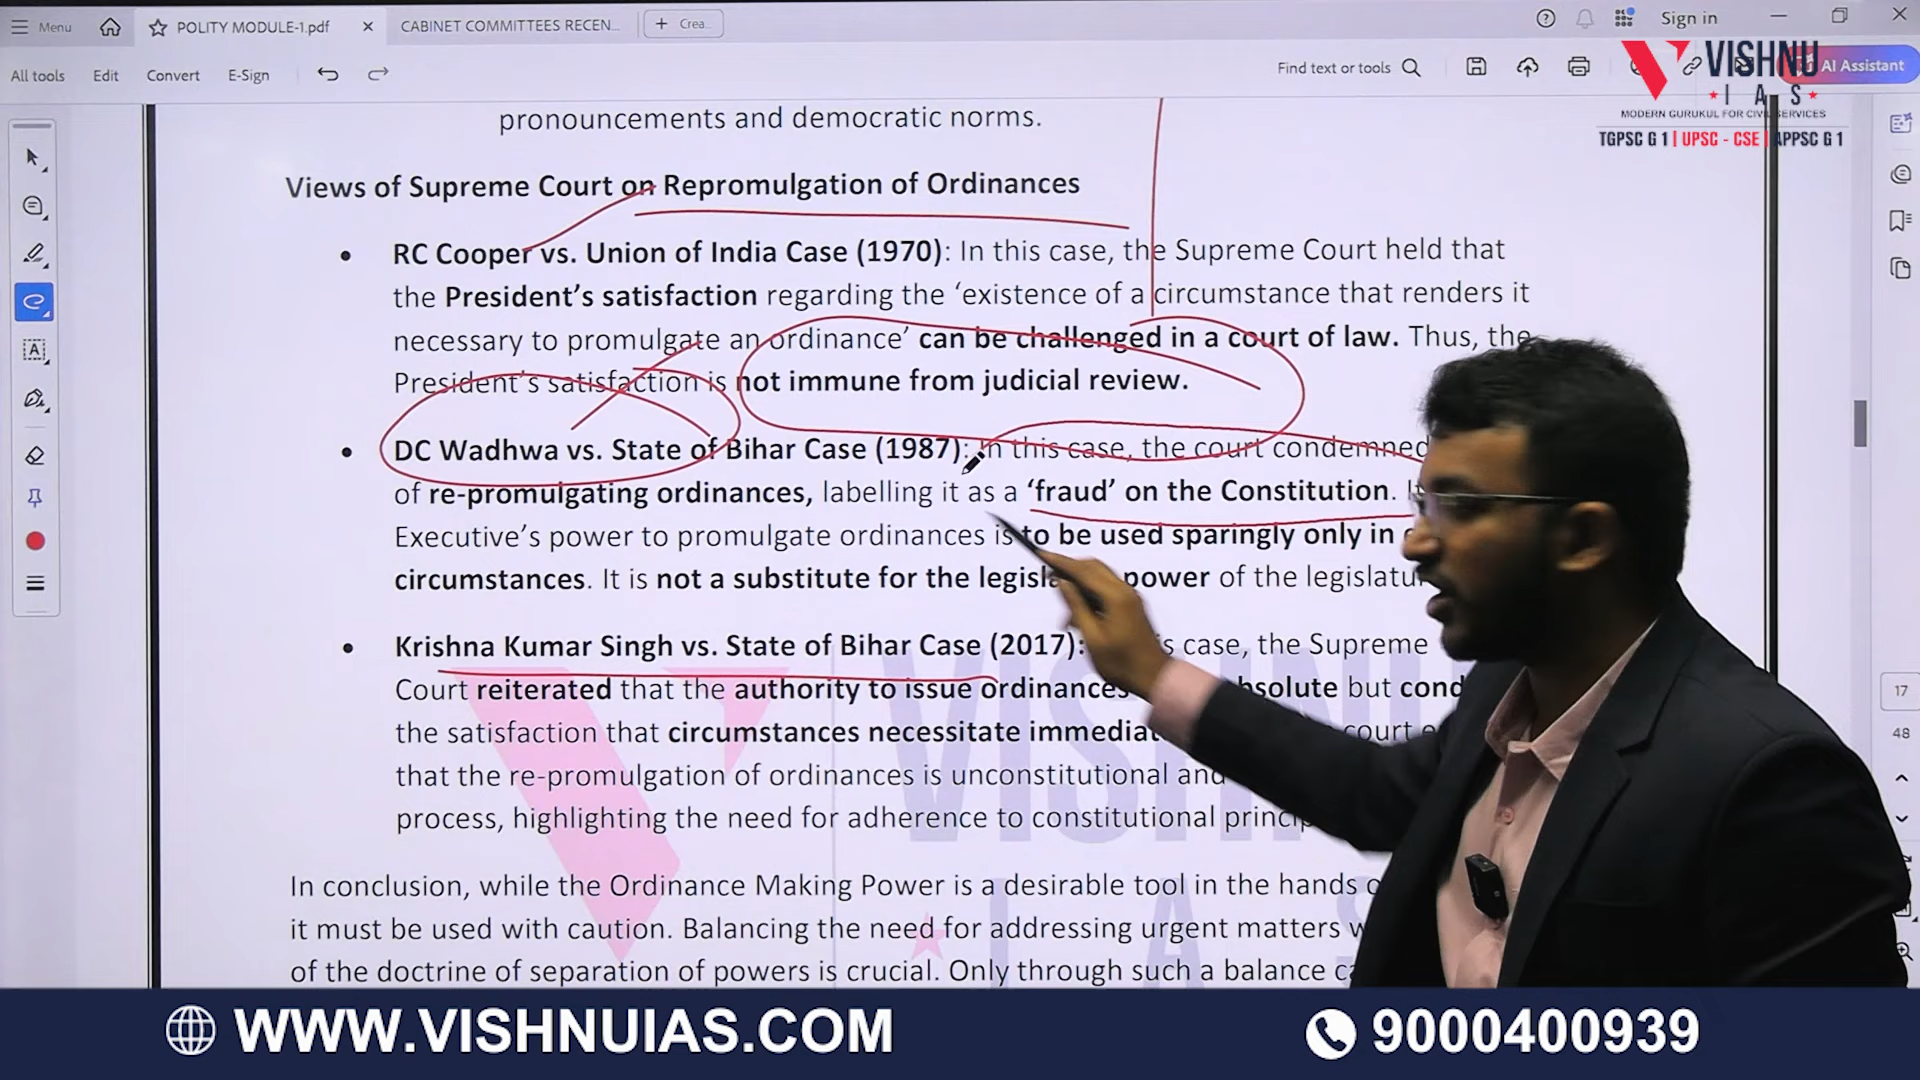 Menu
POLITY MODULE-1.pdf
CABINET COMMITTEES RECEN...
Crea...
Sign in
All tools
Edit
Convert
E-Sign
Find text or tools
AI Assistant
VISHNU
IAS
MODERN GURUKUL FOR CIVIL SERVICES
TGPSC G 1 | UPSC - CSE | APPSC G 1
pronouncements and democratic norms.
Views of Supreme Court on Repromulgation of Ordinances
• RC Cooper vs. Union of India Case (1970): In this case, the Supreme Court held that
the President's satisfaction regarding the 'existence of a circumstance that renders it
necessary to promulgate an ordinance' can be challenged in a court of law. Thus, the
President's satisfaction is not immune from judicial review.
• DC Wadhwa vs. State of Bihar Case (1987): In this case, the court condemned
of re-promulgating ordinances, labelling it as a 'fraud' on the Constitution.
Executive's power to promulgate ordinances is to be used sparingly only in
circumstances. It is not a substitute for the power of the
• Krishna Kumar Singh vs. State of Bihar Case (2017): case, the Supreme
Court reiterated that the authority to issue ordinances but
the satisfaction that circumstances necessitate court
that the re-promulgation of ordinances is unconstitutional and
process, highlighting the need for adherence to constitutional
In conclusion, while the Ordinance Making Power is a desirable tool in the hands
it must be used with caution. Balancing the need for addressing urgent matters
of the doctrine of separation of powers is crucial. Only through such a balance
17
48
VISHNU
IAS
WWW.VISHNUIAS.COM
9000400939